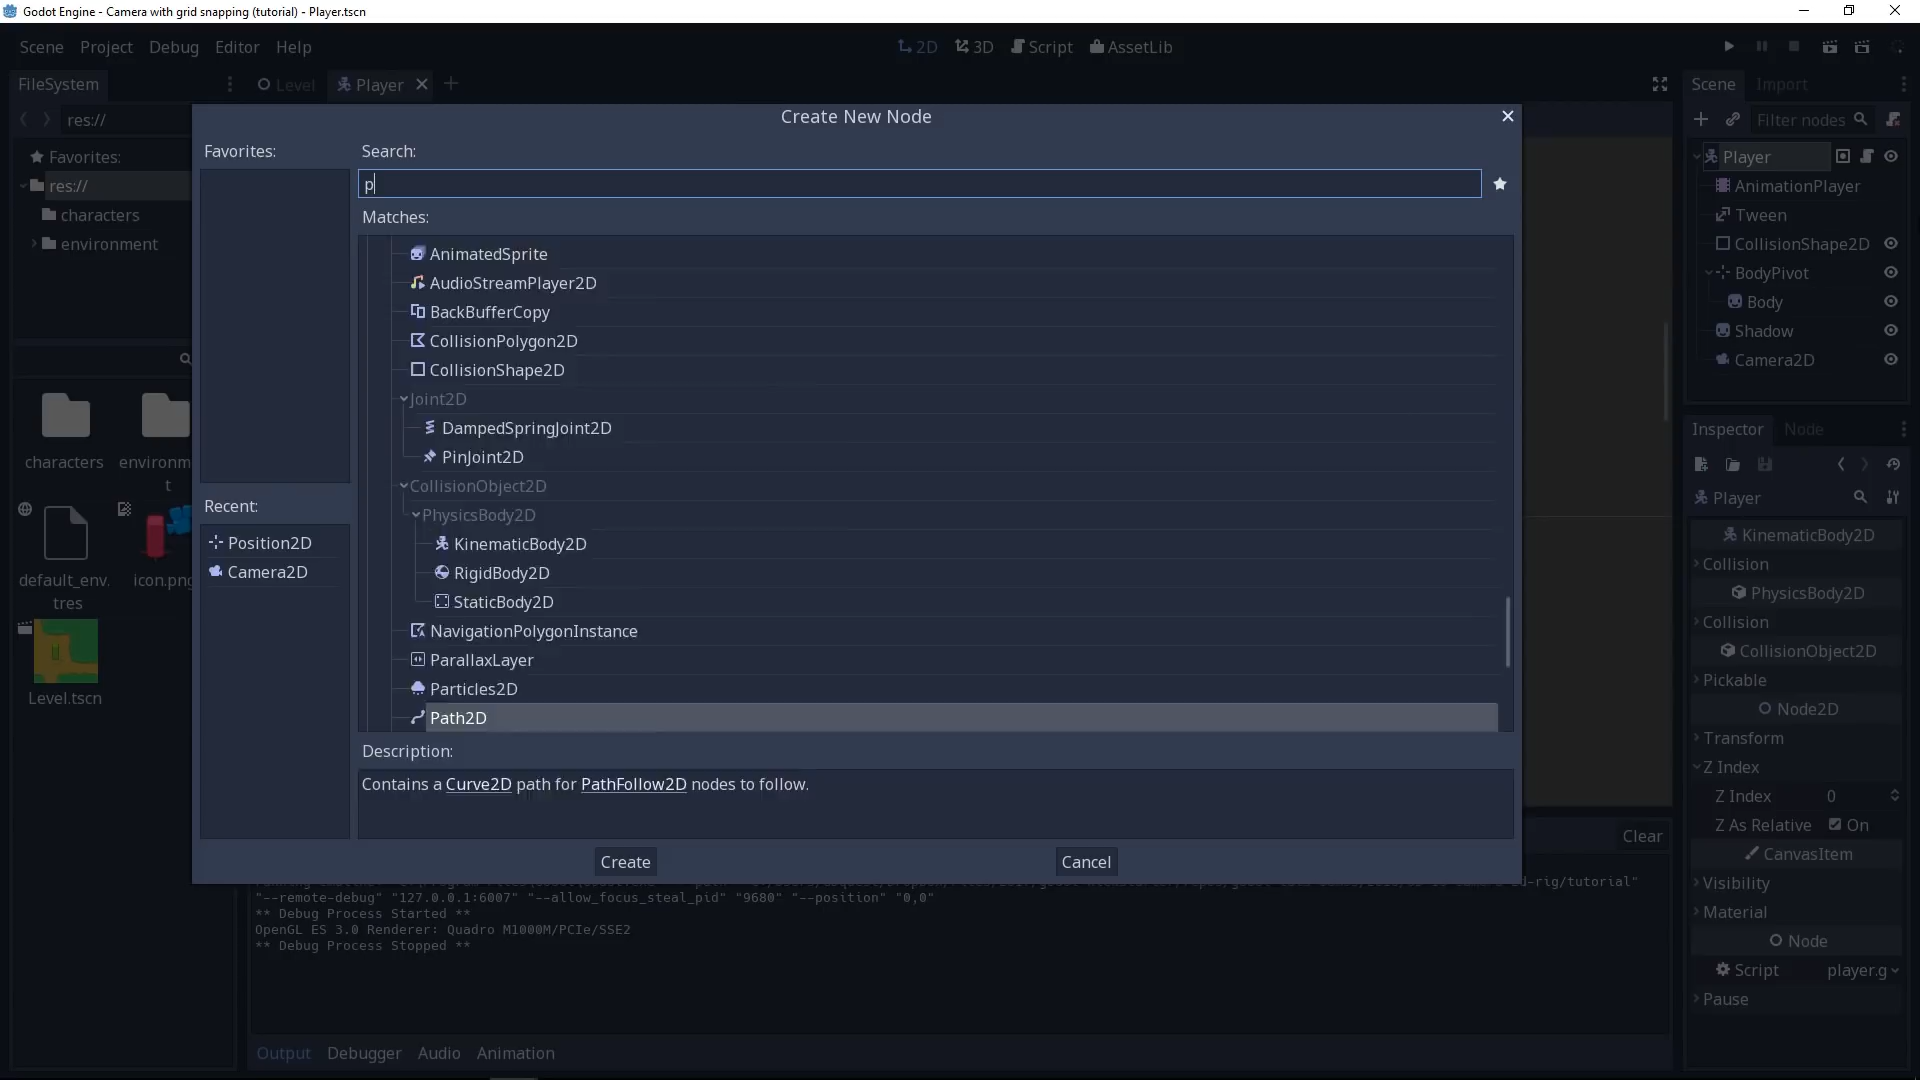 Godot Engine - Camera with grid snapping (tutorial) - Player.tscn
Scene Project Debug Editor Help
2D 3D Script AssetLib
FileSystem
Level
Player
Scene Import
res://
Filter nodes
Favorites:
res://
characters
environment
characters
environmen
t
default_env.
tres
icon.png
Level.tscn
Create New Node
Favorites:
Recent:
Position2D
Camera2D
Search:
p
Matches:
AnimatedSprite
AudioStreamPlayer2D
BackBufferCopy
CollisionPolygon2D
CollisionShape2D
Joint2D
DampedSpringJoint2D
PinJoint2D
CollisionObject2D
PhysicsBody2D
KinematicBody2D
RigidBody2D
StaticBody2D
NavigationPolygonInstance
ParallaxLayer
Particles2D
Path2D
Description:
Contains a Curve2D path for PathFollow2D nodes to follow.
Create Cancel
Player
AnimationPlayer
Tween
CollisionShape2D
BodyPivot
Body
Shadow
Camera2D
Inspector Node
Player
KinematicBody2D
Collision
PhysicsBody2D
Collision
CollisionObject2D
Pickable
Node2D
Transform
Z Index
Z Index 0
Z As Relative On
CanvasItem
Visibility
Material
Node
Script player.g
Pause
Clear
d-rig/tutorial"
"--remote-debug" "127.0.0.1:6007" "--allow_focus_steal_pid" "9680" "--position" "0,0"
** Debug Process Started **
OpenGL ES 3.0 Renderer: Quadro M1000M/PCIe/SSE2
** Debug Process Stopped **
Output Debugger Audio Animation